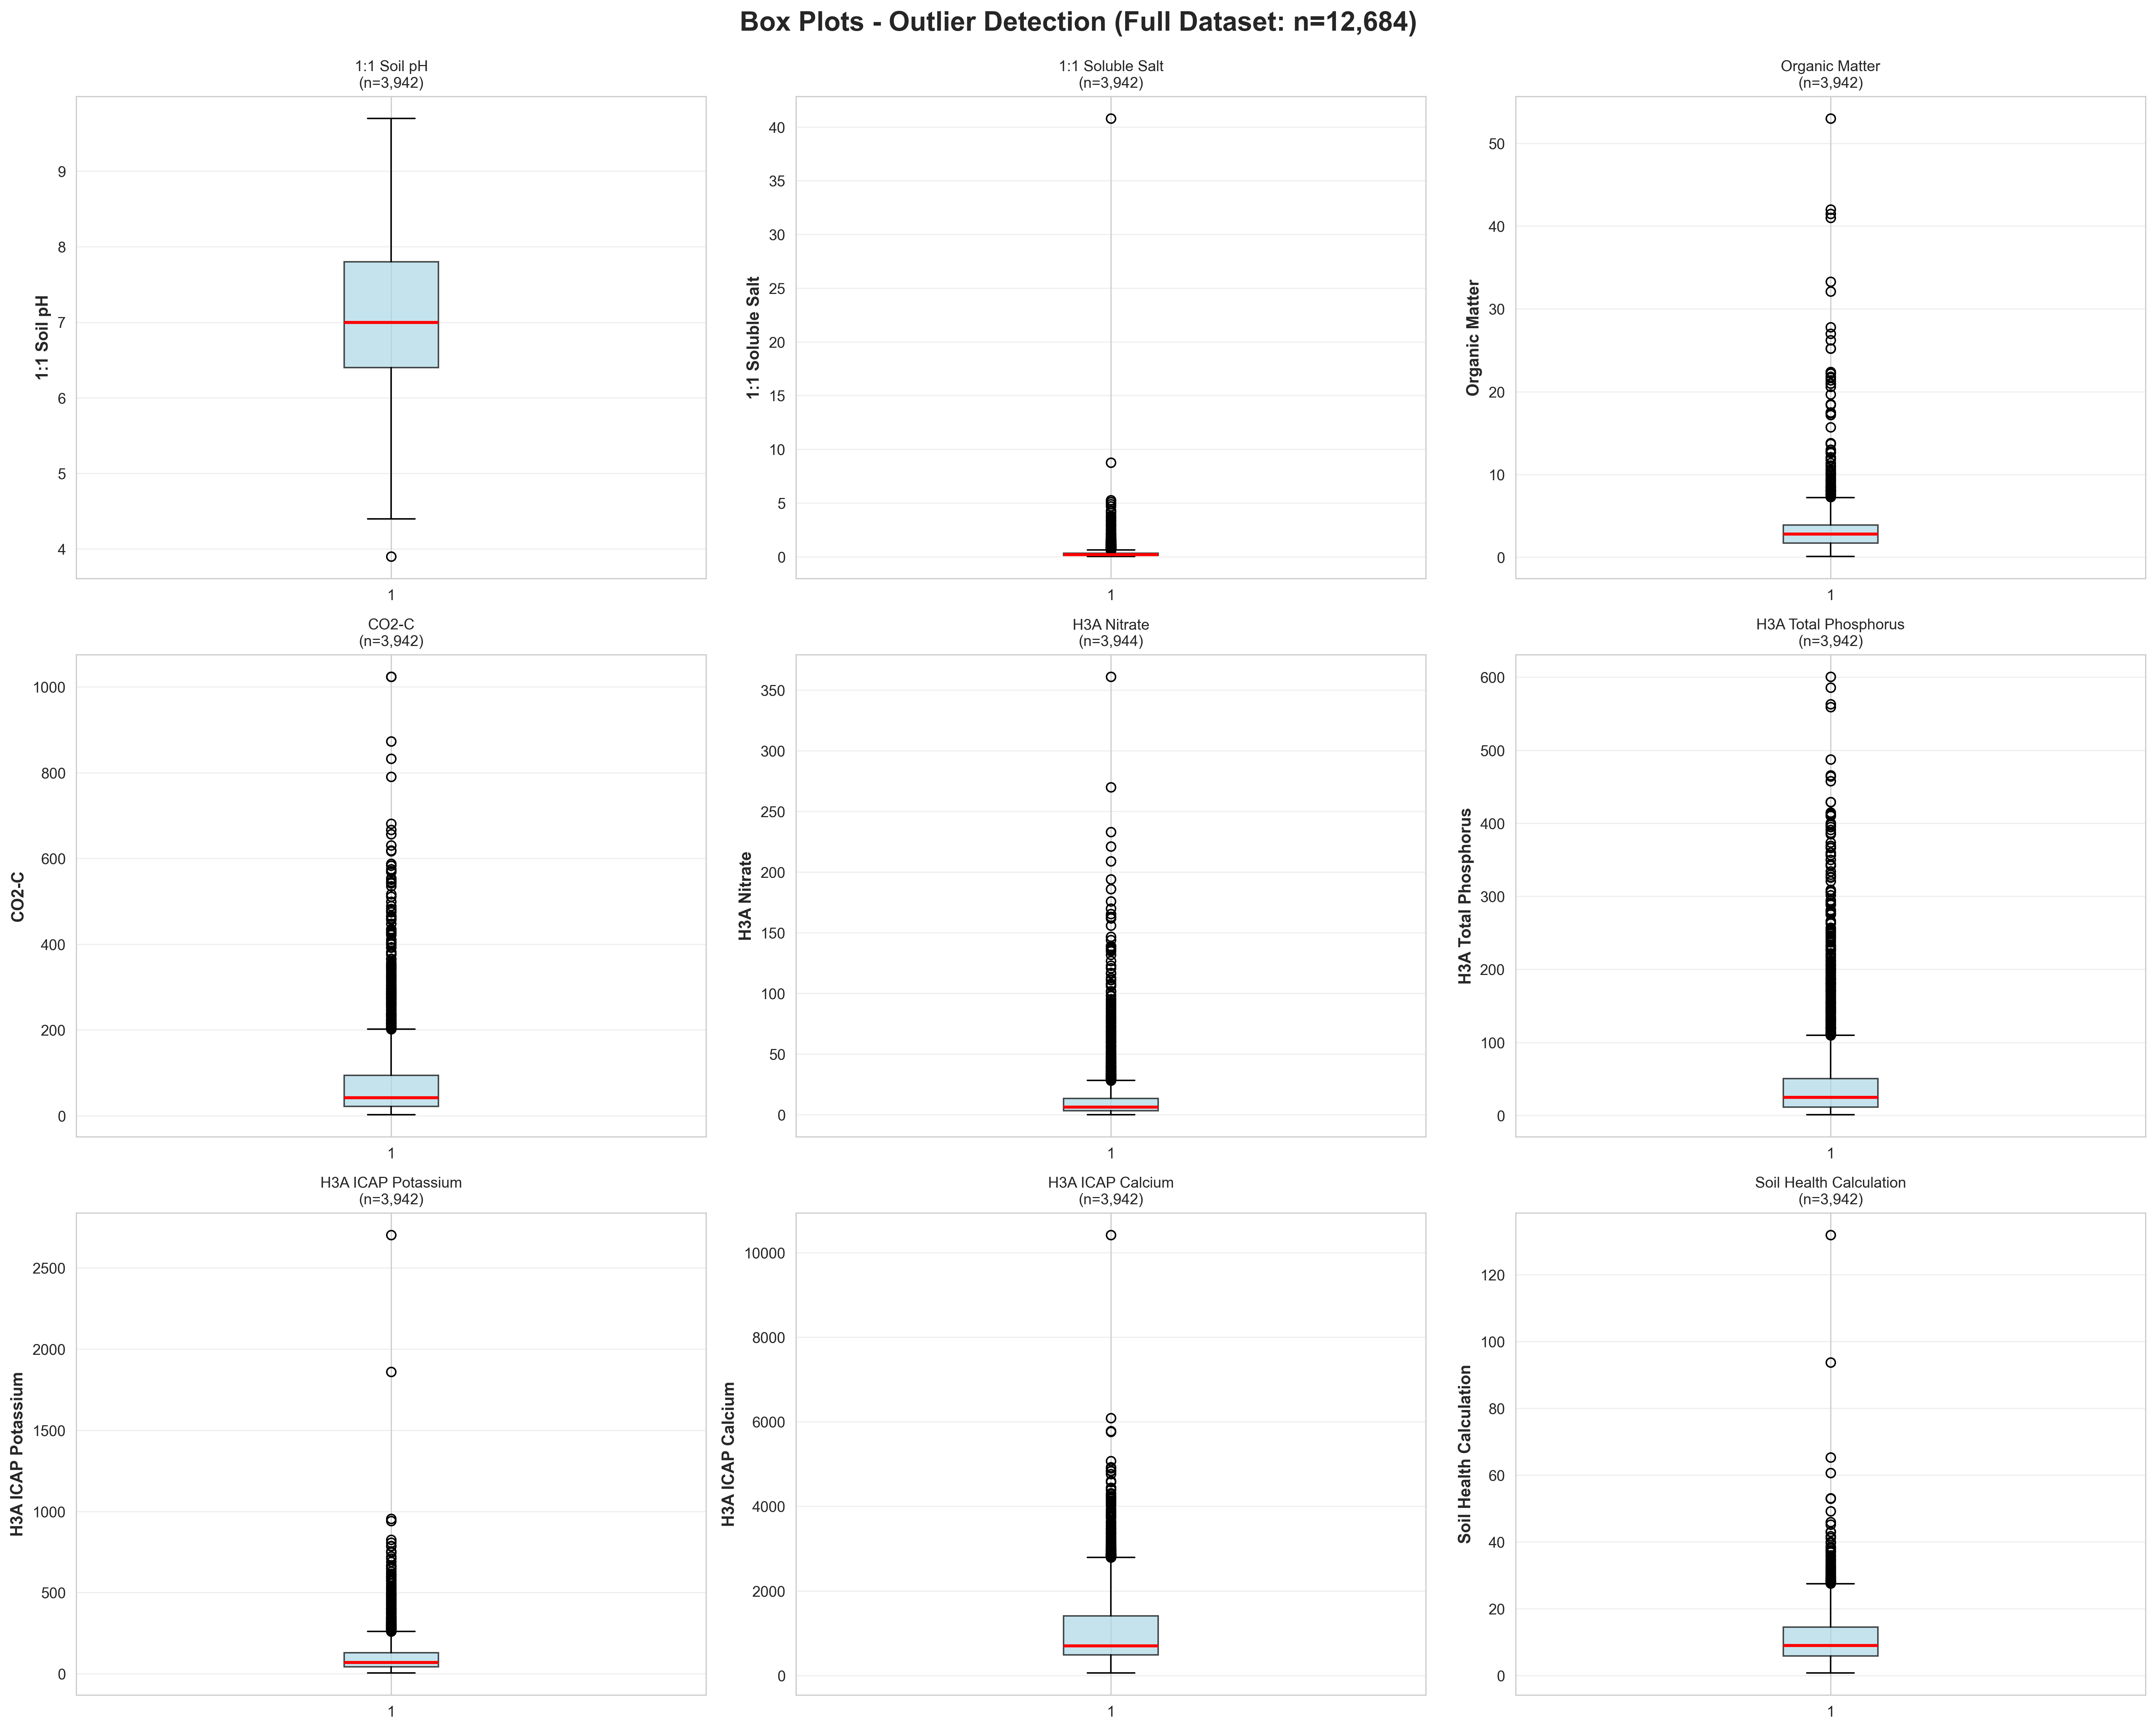 Box Plots - Outlier Detection (Full Dataset: n=12,684)
1:1 Soil pH
(n=3,942)
1:1 Soil pH
9
8
7
6
5
4
1
1:1 Soluble Salt
(n=3,942)
1:1 Soluble Salt
40
35
30
25
20
15
10
5
0
1
Organic Matter
(n=3,942)
Organic Matter
50
40
30
20
10
0
1
CO2-C
(n=3,942)
CO2-C
1000
800
600
400
200
0
1
H3A Nitrate
(n=3,944)
H3A Nitrate
350
300
250
200
150
100
50
0
1
H3A Total Phosphorus
(n=3,942)
H3A Total Phosphorus
600
500
400
300
200
100
0
1
H3A ICAP Potassium
(n=3,942)
H3A ICAP Potassium
2500
2000
1500
1000
500
0
1
H3A ICAP Calcium
(n=3,942)
H3A ICAP Calcium
10000
8000
6000
4000
2000
0
1
Soil Health Calculation
(n=3,942)
Soil Health Calculation
120
100
80
60
40
20
0
1